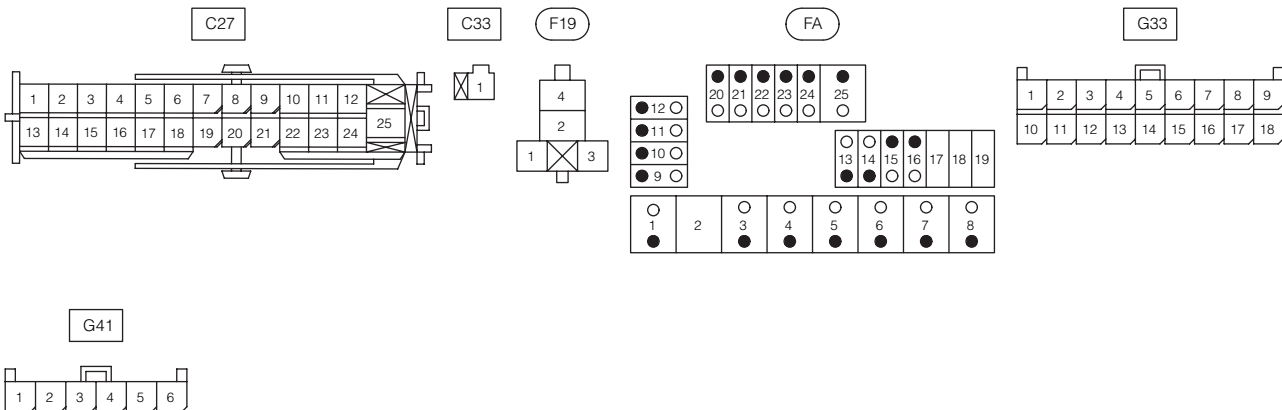 C27 C33 F19 FA G33
1 2 3 4 5 6 7 8 9 10 11 12
13 14 15 16 17 18 19 20 21 22 23 24 25
1
4
2
1 3
20 21 22 23 24 25
12
11
10
9
13 14 15 16 17 18 19
1 2 3 4 5 6 7 8
1 2 3 4 5 6 7 8 9
10 11 12 13 14 15 16 17 18
G41
1 2 3 4 5 6